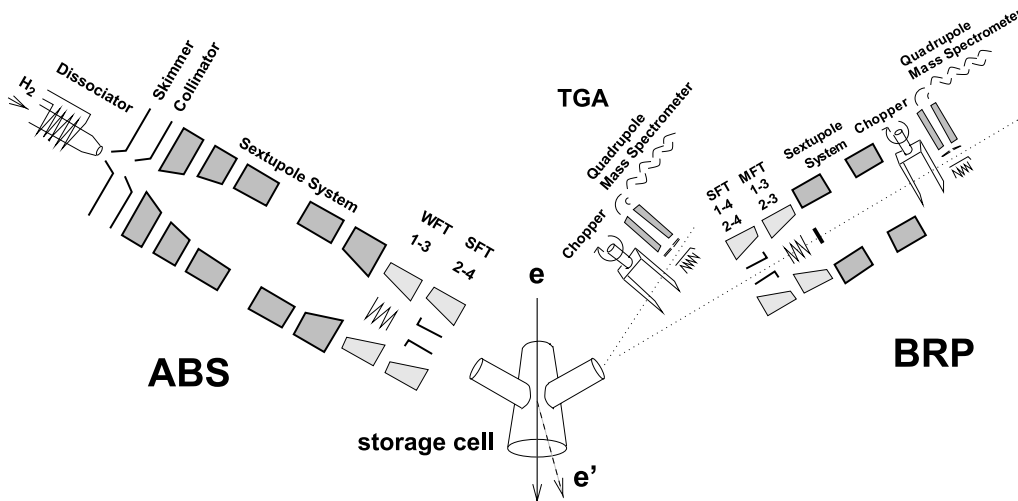 H2
Dissociator
Skimmer
Collimator
Sextupole System
WFT
1-3
SFT
2-4
ABS
e
storage cell
e’
TGA
Chopper
Quadrupole
Mass Spectrometer
SFT
1-4
2-4
MFT
1-3
2-3
Sextupole
System
Chopper
Quadrupole
Mass Spectrometer
BRP